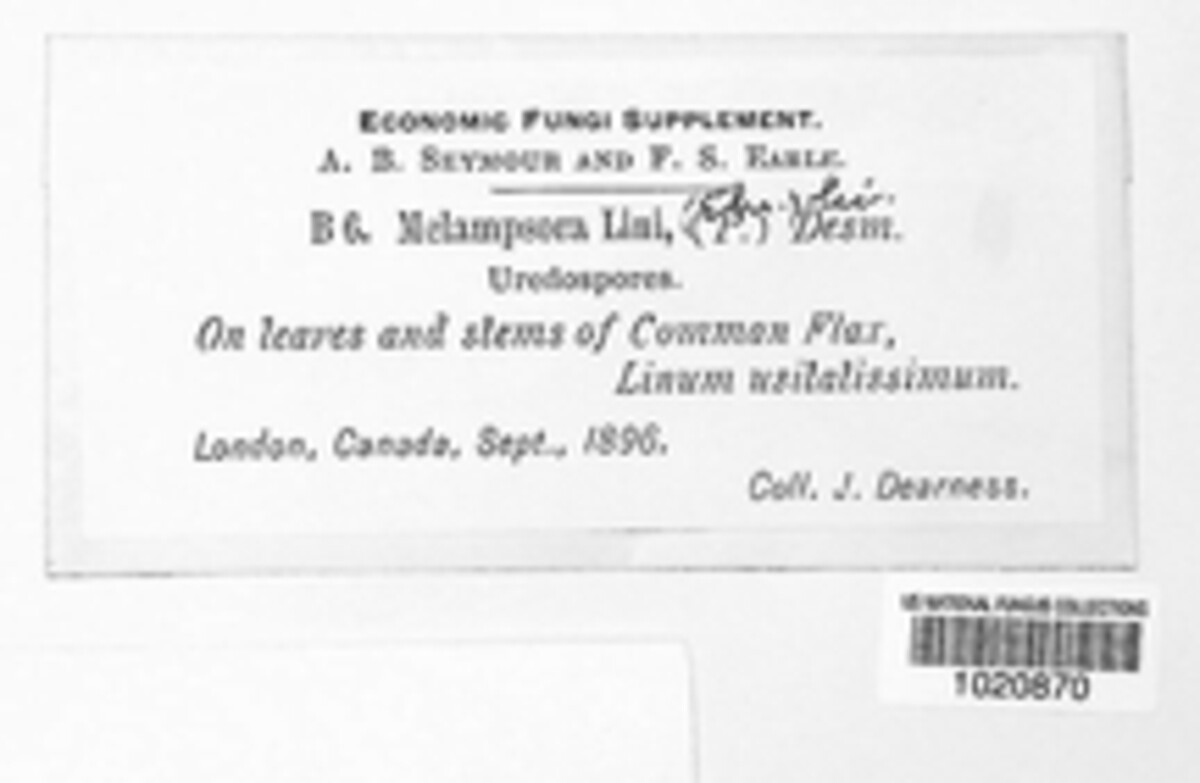 ECONOMIC FUNGI SUPPLEMENT.
A. B. SEYMOUR AND F. S. EARLE.
B 6. Melampsora Lini, (P.) Desm.
Uredospores.
On leaves and stems of Common Flax,
Linum usitatissimum.
London, Canada, Sept., 1896.
Coll. J. Dearness.
US NATIONAL FUNGUS COLLECTIONS
1020870